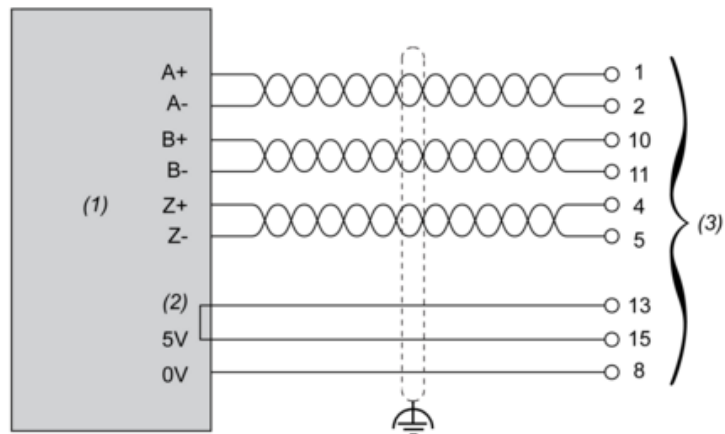 A+ 1
A- 2
B+ 10
B- 11
(1) Z+ 4 (3)
Z- 5
(2) 13
5V 15
0V 8